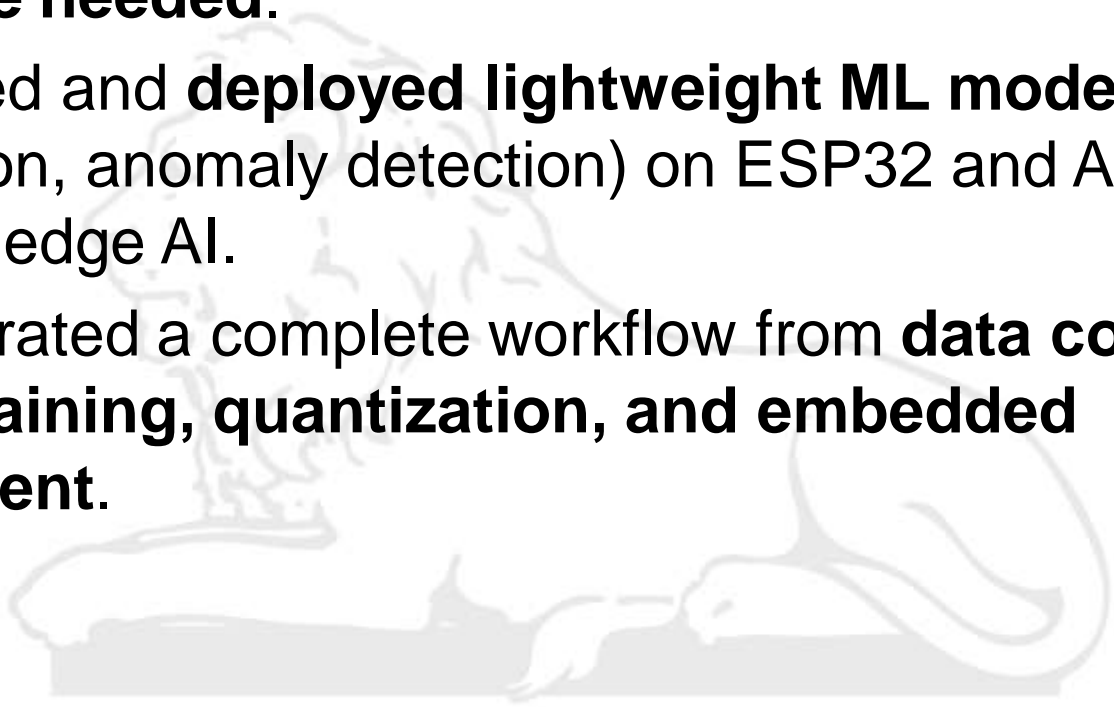 e needed.
ed and deployed lightweight ML mode
on, anomaly detection) on ESP32 and A
edge AI.
rated a complete workflow from data co
aining, quantization, and embedded
ent.